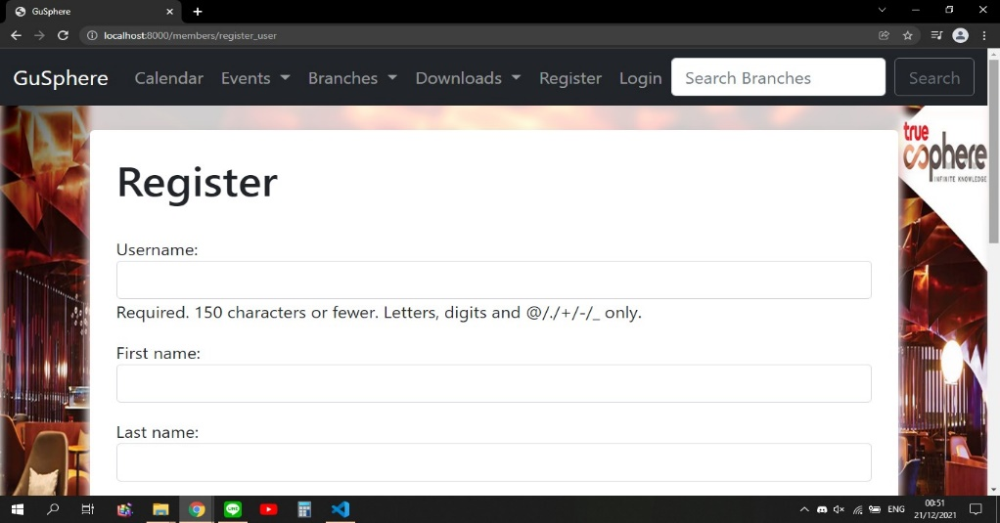 GuSphere
localhost:8000/members/register_user
GuSphere Calendar Events Branches Downloads Register Login Search Branches Search
true
sphere
INFINITE KNOWLEDGE
Register
Username:
Required. 150 characters or fewer. Letters, digits and @/./+/-/_ only.
First name:
Last name:
ENG
00:51
21/12/2021